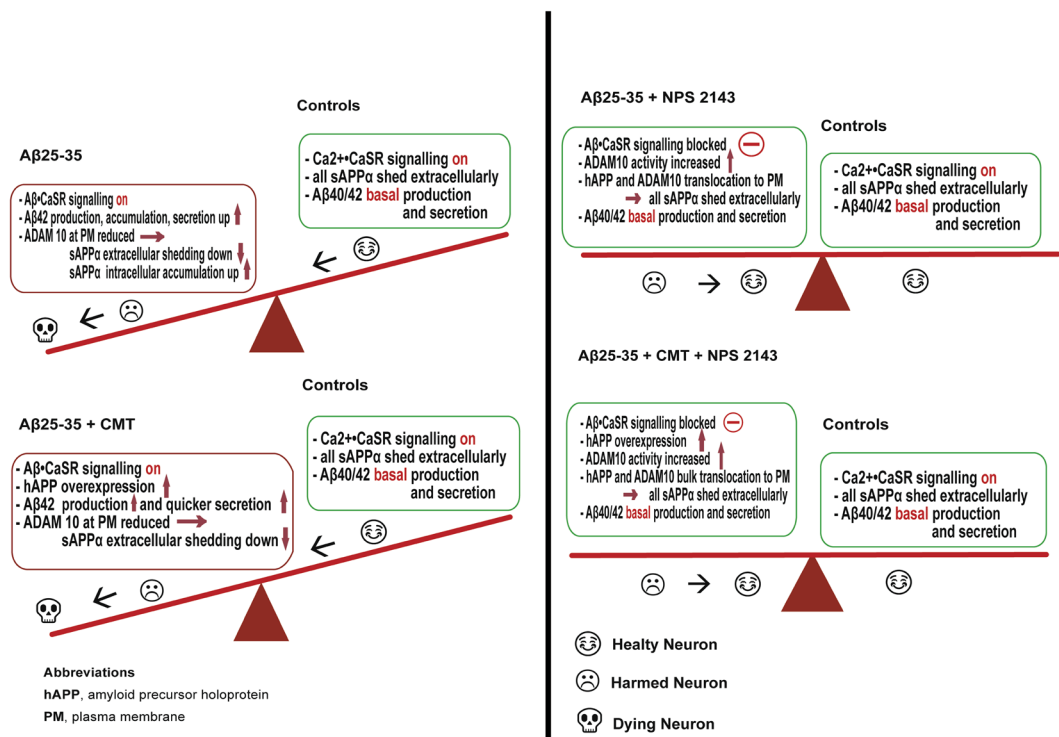 Aβ25-35
- Aβ•CaSR signalling on
- Aβ42 production, accumulation, secretion up
- ADAM 10 at PM reduced
sAPPα extracellular shedding down
sAPPα intracellular accumulation up
Controls
- Ca2+•CaSR signalling on
- all sAPPα shed extracellularly
- Aβ40/42 basal production
and secretion
Aβ25-35 + CMT
- Aβ•CaSR signalling on
- hAPP overexpression
- Aβ42 production and quicker secretion
- ADAM 10 at PM reduced
sAPPα extracellular shedding down
Controls
- Ca2+•CaSR signalling on
- all sAPPα shed extracellularly
- Aβ40/42 basal production
and secretion
Abbreviations
hAPP, amyloid precursor holoprotein
PM, plasma membrane
Aβ25-35 + NPS 2143
- Aβ•CaSR signalling blocked
- ADAM10 activity increased
- hAPP and ADAM10 translocation to PM
all sAPPα shed extracellularly
- Aβ40/42 basal production and secretion
Controls
- Ca2+•CaSR signalling on
- all sAPPα shed extracellularly
- Aβ40/42 basal production
and secretion
Aβ25-35 + CMT + NPS 2143
- Aβ•CaSR signalling blocked
- hAPP overexpression
- ADAM10 activity increased
- hAPP and ADAM10 bulk translocation to PM
all sAPPα shed extracellularly
- Aβ40/42 basal production and secretion
Controls
- Ca2+•CaSR signalling on
- all sAPPα shed extracellularly
- Aβ40/42 basal production
and secretion
Healty Neuron
Harmed Neuron
Dying Neuron